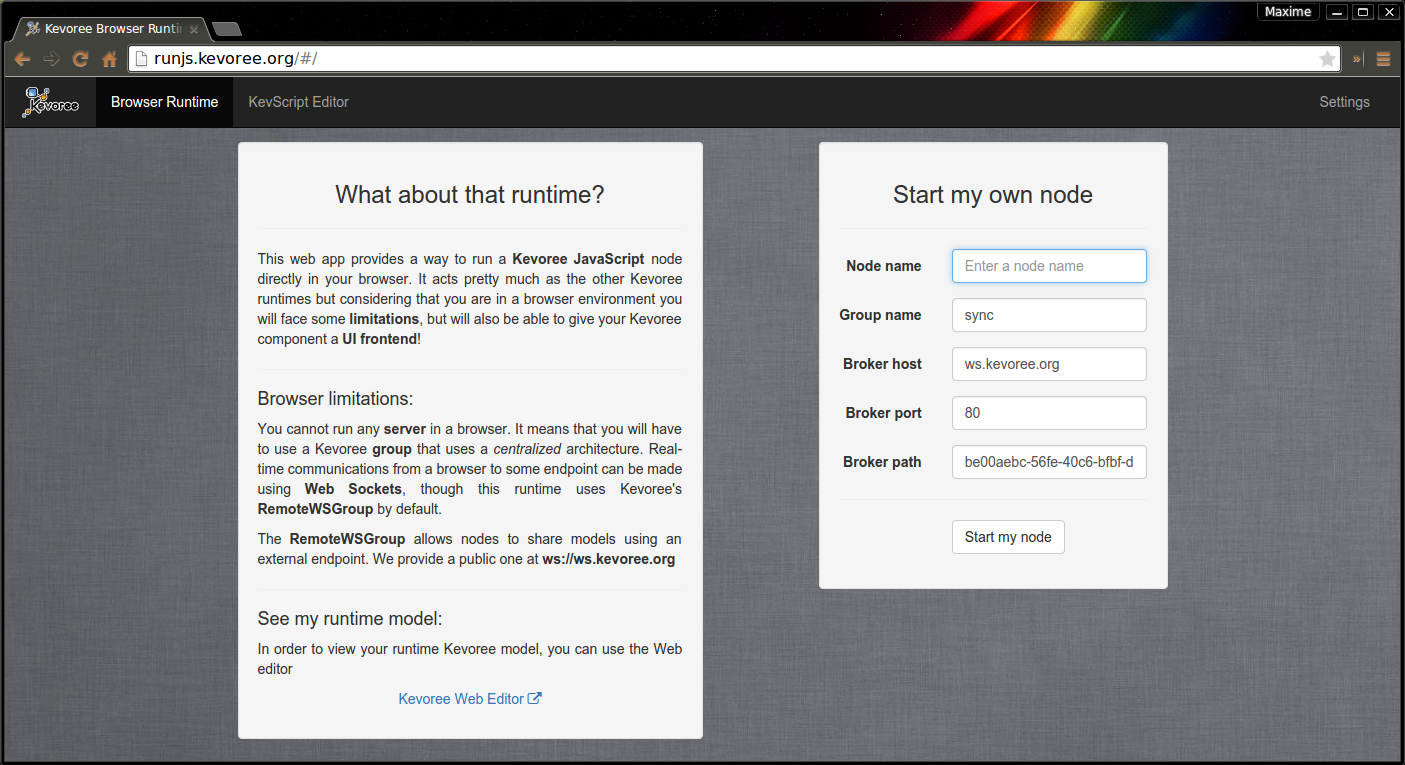 Maxime
Kevoree Browser Runti
runjs.kevoree.org/#/
Kevoree
Browser Runtime
KevScript Editor
Settings
What about that runtime?
This web app provides a way to run a Kevoree JavaScript node
directly in your browser. It acts pretty much as the other Kevoree
runtimes but considering that you are in a browser environment you
will face some limitations, but will also be able to give your Kevoree
component a UI frontend!
Browser limitations:
You cannot run any server in a browser. It means that you will have
to use a Kevoree group that uses a centralized architecture. Real-
time communications from a browser to some endpoint can be made
using Web Sockets, though this runtime uses Kevoree's
RemoteWSGroup by default.
The RemoteWSGroup allows nodes to share models using an
external endpoint. We provide a public one at ws://ws.kevoree.org
See my runtime model:
In order to view your runtime Kevoree model, you can use the Web
editor
Kevoree Web Editor
Start my own node
Node name Enter a node name
Group name sync
Broker host ws.kevoree.org
Broker port 80
Broker path be00aebc-56fe-40c6-bfbf-d
Start my node